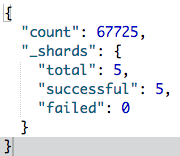 {
  "count": 67725,
  "_shards": {
    "total": 5,
    "successful": 5,
    "failed": 0
  }
}